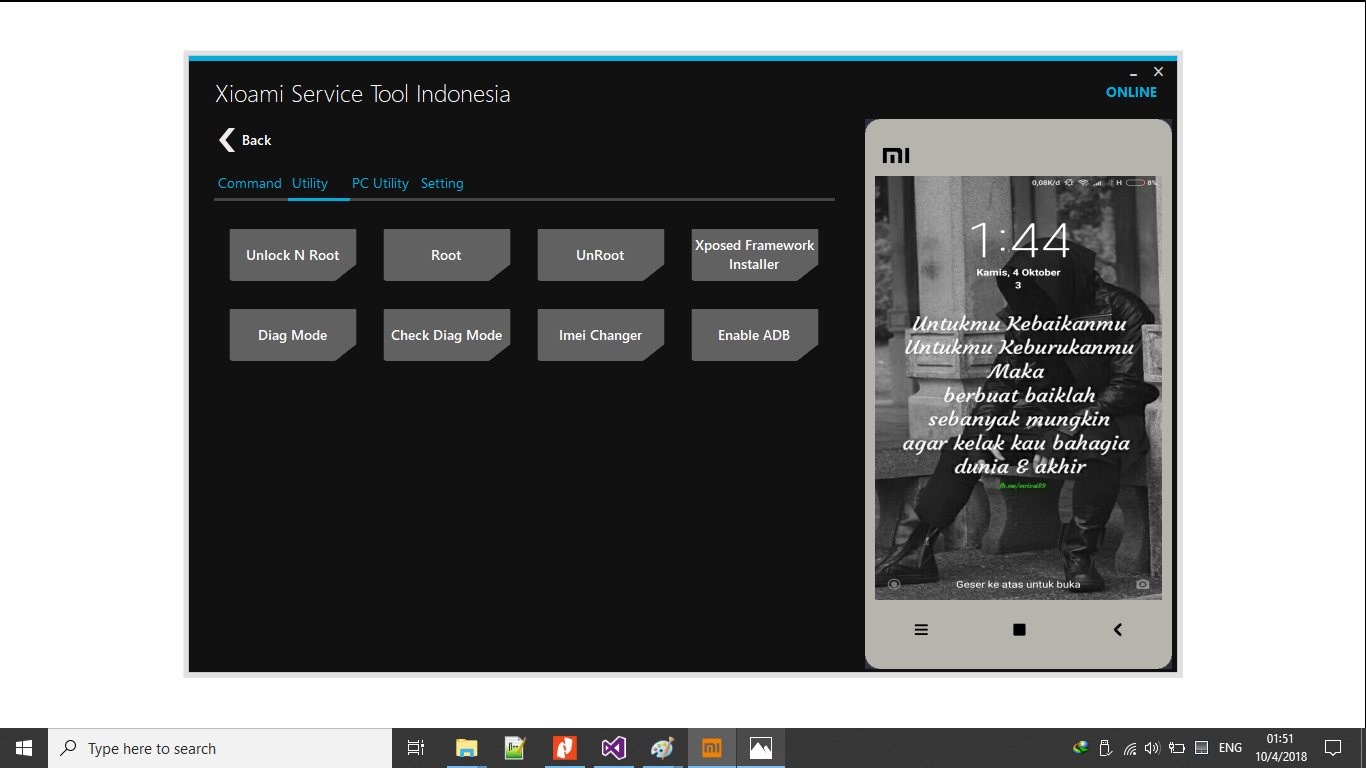 Xioami Service Tool Indonesia
ONLINE
Back
Command Utility PC Utility Setting
Unlock N Root
Root
UnRoot
Xposed Framework
Installer
Diag Mode
Check Diag Mode
Imei Changer
Enable ADB
0,08K/d H 8%
1:44
Kamis, 4 Oktober
3
Untukmu Kebaikanmu
Untukmu Keburukanmu
Maka
berbuat baiklah
sebanyak mungkin
agar kelak kau bahagia
dunia & akhir
Geser ke atas untuk buka
Type here to search
ENG
01:51
10/4/2018